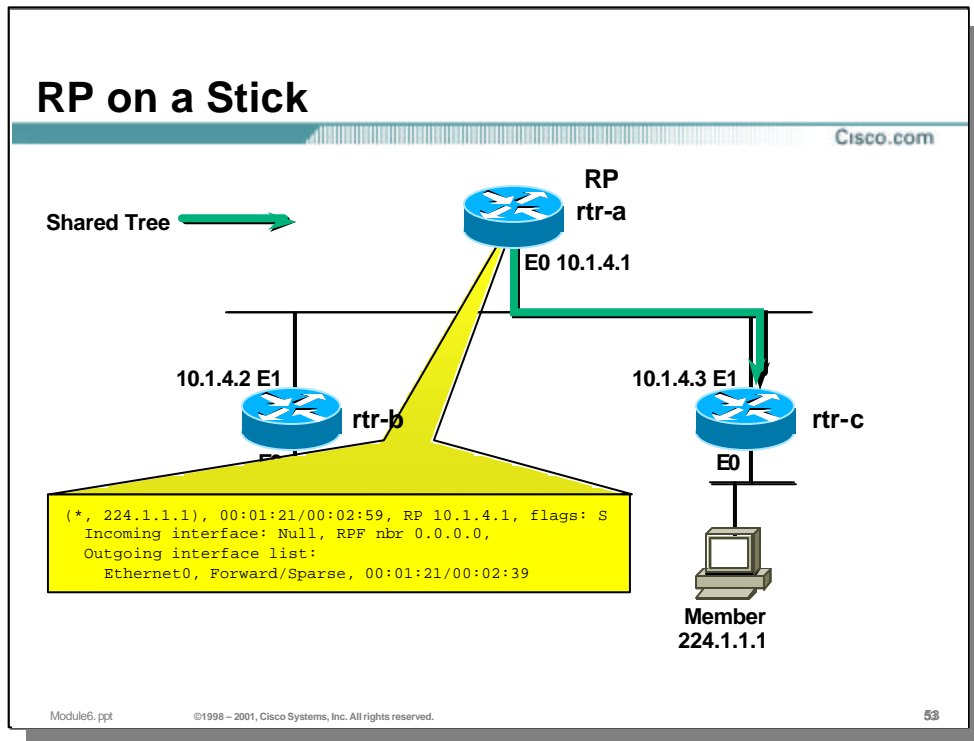 RP on a Stick
Cisco.com
RP
rtr-a
Shared Tree
E0 10.1.4.1
10.1.4.2 E1
10.1.4.3 E1
rtr-b
rtr-c
E0
(*, 224.1.1.1), 00:01:21/00:02:59, RP 10.1.4.1, flags: S
Incoming interface: Null, RPF nbr 0.0.0.0,
Outgoing interface list:
Ethernet0, Forward/Sparse, 00:01:21/00:02:39
Member
224.1.1.1
Module6.ppt
©1998 – 2001, Cisco Systems, Inc. All rights reserved.